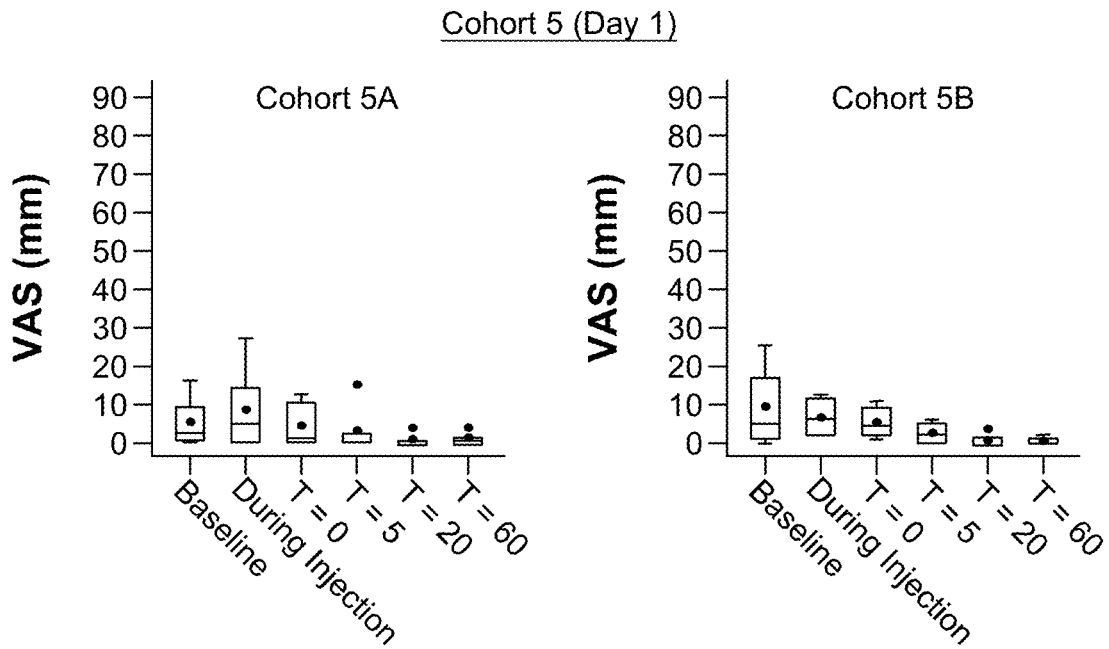 Cohort 5 (Day 1)
Cohort 5A
VAS (mm)
90
80
70
60
50
40
30
20
10
0
Baseline
During Injection
T = 0
T = 5
T = 20
T = 60
Cohort 5B
VAS (mm)
90
80
70
60
50
40
30
20
10
0
Baseline
During Injection
T = 0
T = 5
T = 20
T = 60